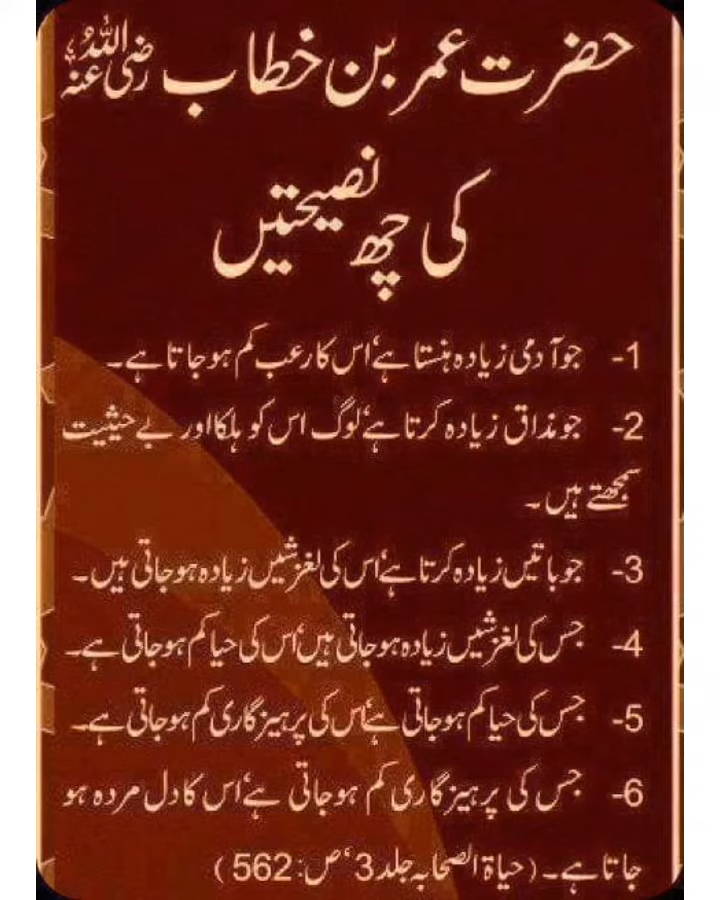 حضرت عمر بن خطاب رضی اللہ عنہ
کی چھ نصیحتیں
1- جو آدمی زیادہ ہنستا ہے‘ اس کا رعب کم ہو جاتا ہے۔
2- جو مذاق زیادہ کرتا ہے‘ لوگ اس کو ہلکا اور بے حیثیت
سمجھتے ہیں۔
3- جو باتیں زیادہ کرتا ہے‘ اس کی لغزشیں زیادہ ہو جاتی ہیں۔
4- جس کی لغزشیں زیادہ ہو جاتی ہیں‘ اس کی حیا کم ہو جاتی ہے۔
5- جس کی حیا کم ہو جاتی ہے‘ اس کی پرہیز گاری کم ہو جاتی ہے۔
6- جس کی پرہیز گاری کم ہو جاتی ہے‘ اس کا دل مردہ ہو
جاتا ہے۔ (حیاۃ الصحابہ جلد 3‘ ص: 562)